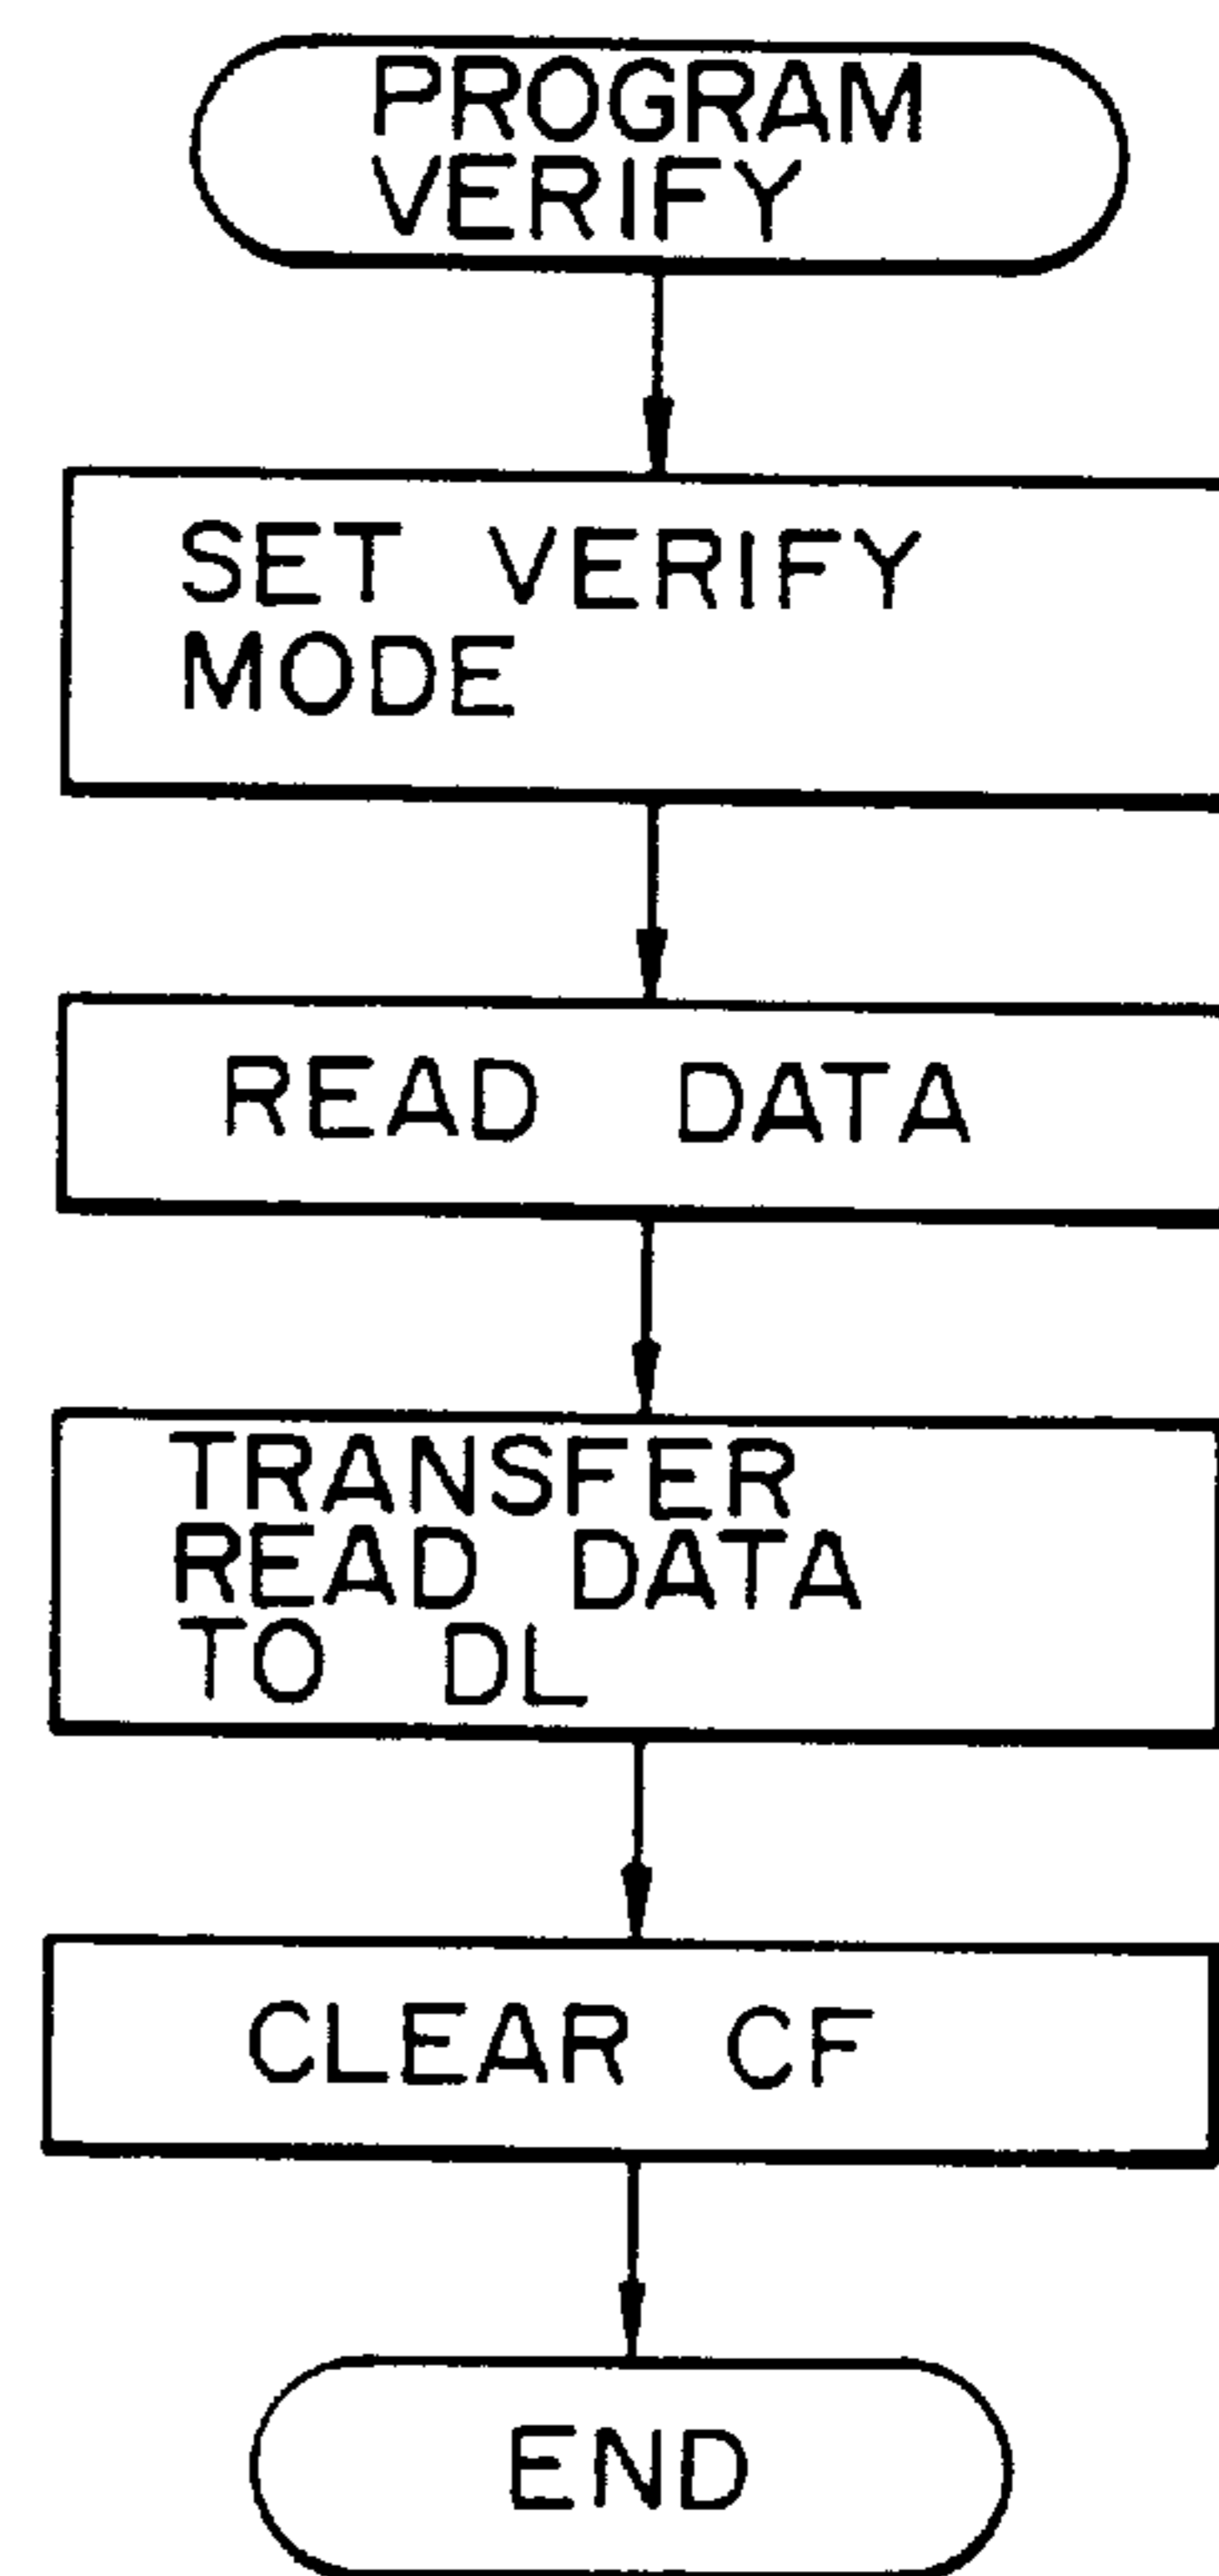 PROGRAM
VERIFY
SET VERIFY
MODE
READ DATA
TRANSFER
READ DATA
TO DL
CLEAR CF
END